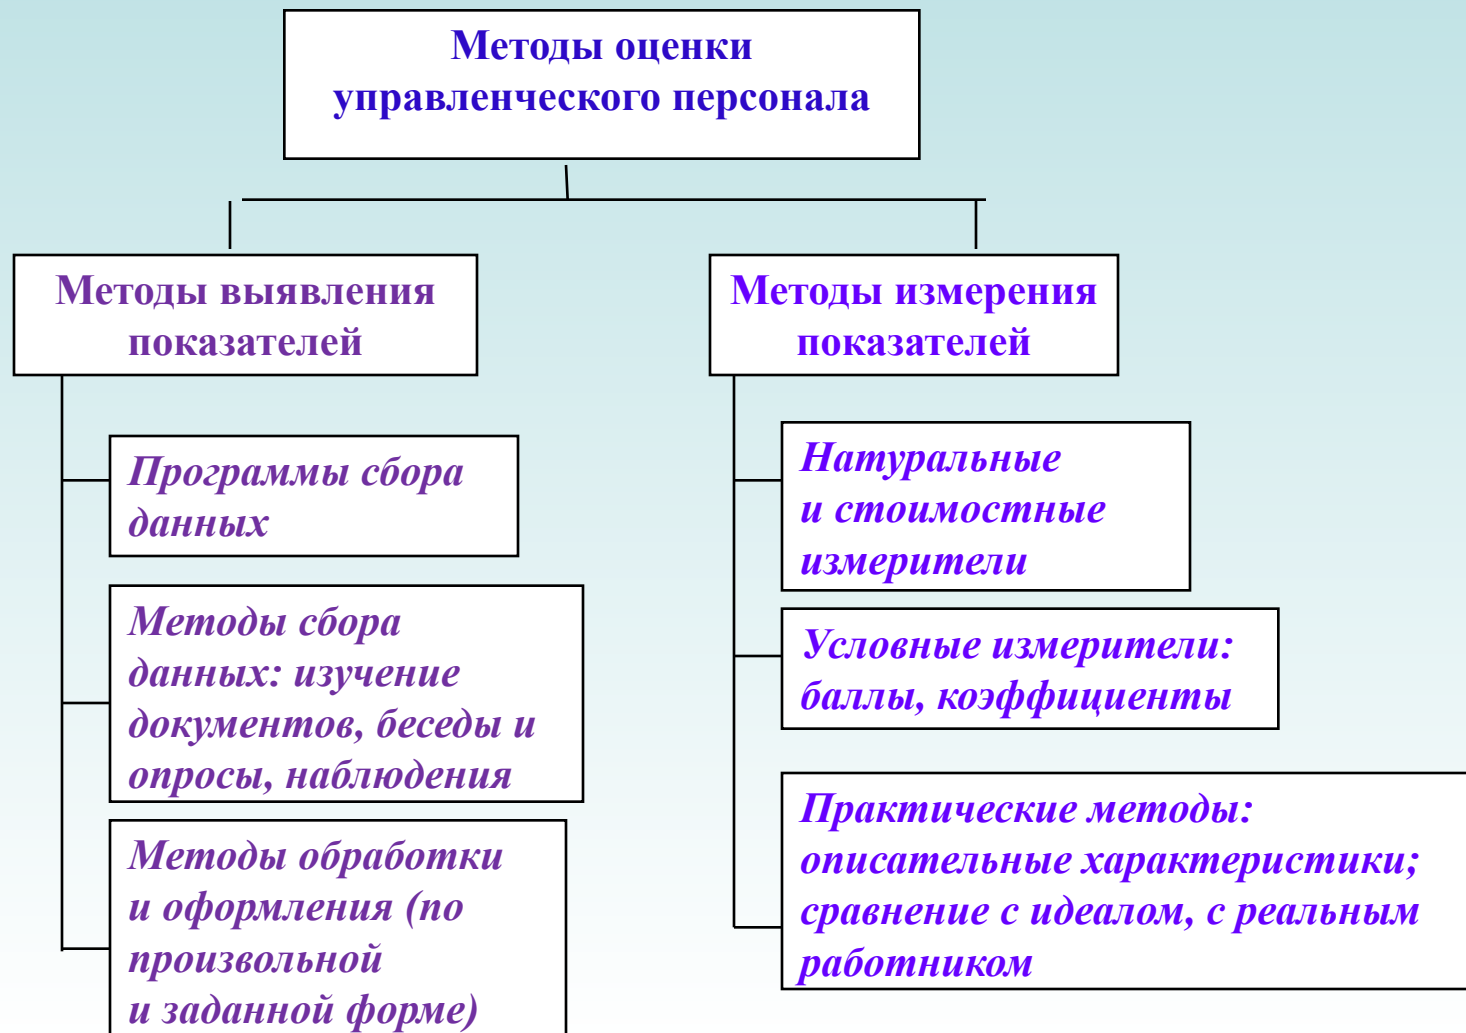 Методы оценки
управленческого персонала
Методы выявления
показателей
Программы сбора
данных
Методы сбора
данных: изучение
документов, беседы и
опросы, наблюдения
Методы обработки
и оформления (по
произвольной
и заданной форме)
Методы измерения
показателей
Натуральные
и стоимостные
измерители
Условные измерители:
баллы, коэффициенты
Практические методы:
описательные характеристики;
сравнение с идеалом, с реальным
работником